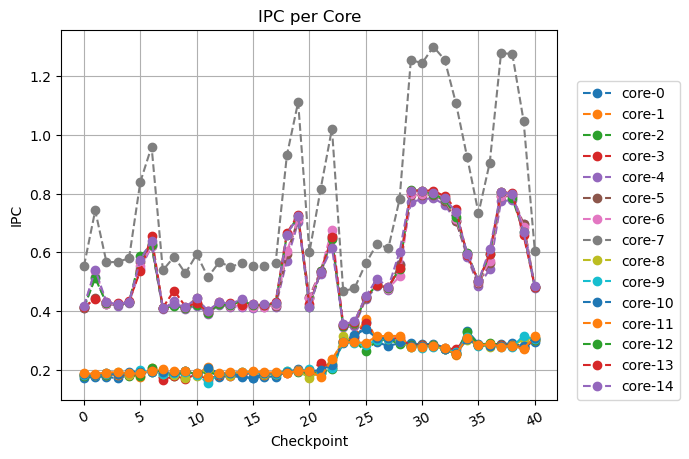 IPC per Core
IPC
1.2
1.0
0.8
0.6
0.4
0.2
0
5
10
15
20
25
30
35
40
Checkpoint
core-0
core-1
core-2
core-3
core-4
core-5
core-6
core-7
core-8
core-9
core-10
core-11
core-12
core-13
core-14